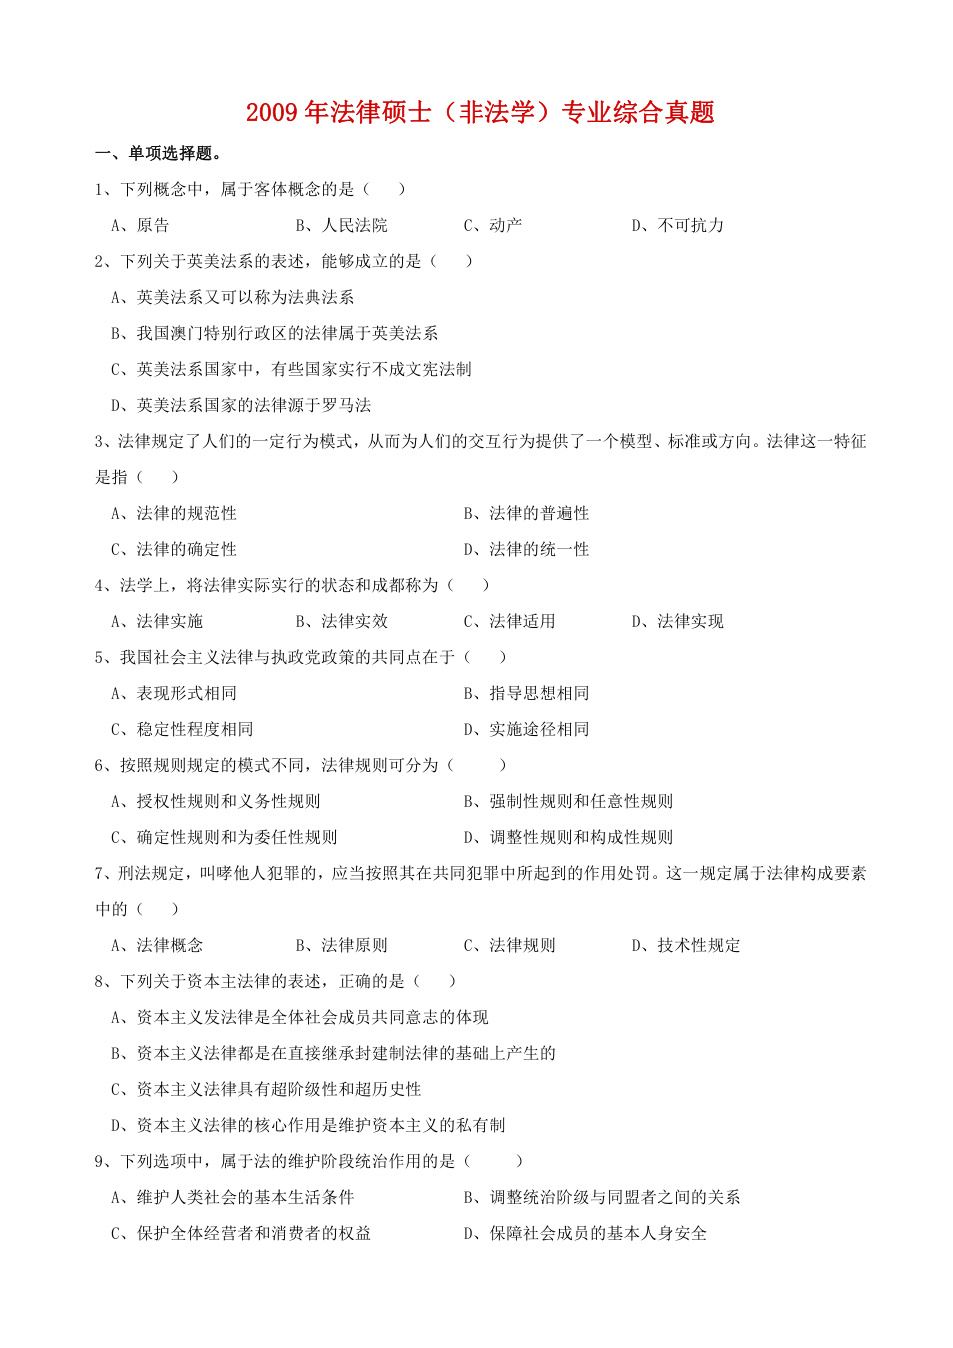 2009 年法律硕士（非法学）专业综合真题
一、单项选择题。
1、下列概念中，属于客体概念的是（ ）
A、原告 B、人民法院 C、动产 D、不可抗力
2、下列关于英美法系的表述，能够成立的是（ ）
A、英美法系又可以称为法典法系
B、我国澳门特别行政区的法律属于英美法系
C、英美法系国家中，有些国家实行不成文宪法制
D、英美法系国家的法律源于罗马法
3、法律规定了人们的一定行为模式，从而为人们的交互行为提供了一个模型、标准或方向。法律这一特征
是指（ ）
A、法律的规范性 B、法律的普遍性
C、法律的确定性 D、法律的统一性
4、法学上，将法律实际实行的状态和成都称为（ ）
A、法律实施 B、法律实效 C、法律适用 D、法律实现
5、我国社会主义法律与执政党政策的共同点在于（ ）
A、表现形式相同 B、指导思想相同
C、稳定性程度相同 D、实施途径相同
6、按照规则规定的模式不同，法律规则可分为（ ）
A、授权性规则和义务性规则 B、强制性规则和任意性规则
C、确定性规则和为委任性规则 D、调整性规则和构成性规则
7、刑法规定，叫哮他人犯罪的，应当按照其在共同犯罪中所起到的作用处罚。这一规定属于法律构成要素
中的（ ）
A、法律概念 B、法律原则 C、法律规则 D、技术性规定
8、下列关于资本主法律的表述，正确的是（ ）
A、资本主义发法律是全体社会成员共同意志的体现
B、资本主义法律都是在直接继承封建制法律的基础上产生的
C、资本主义法律具有超阶级性和超历史性
D、资本主义法律的核心作用是维护资本主义的私有制
9、下列选项中，属于法的维护阶段统治作用的是（ ）
A、维护人类社会的基本生活条件 B、调整统治阶级与同盟者之间的关系
C、保护全体经营者和消费者的权益 D、保障社会成员的基本人身安全